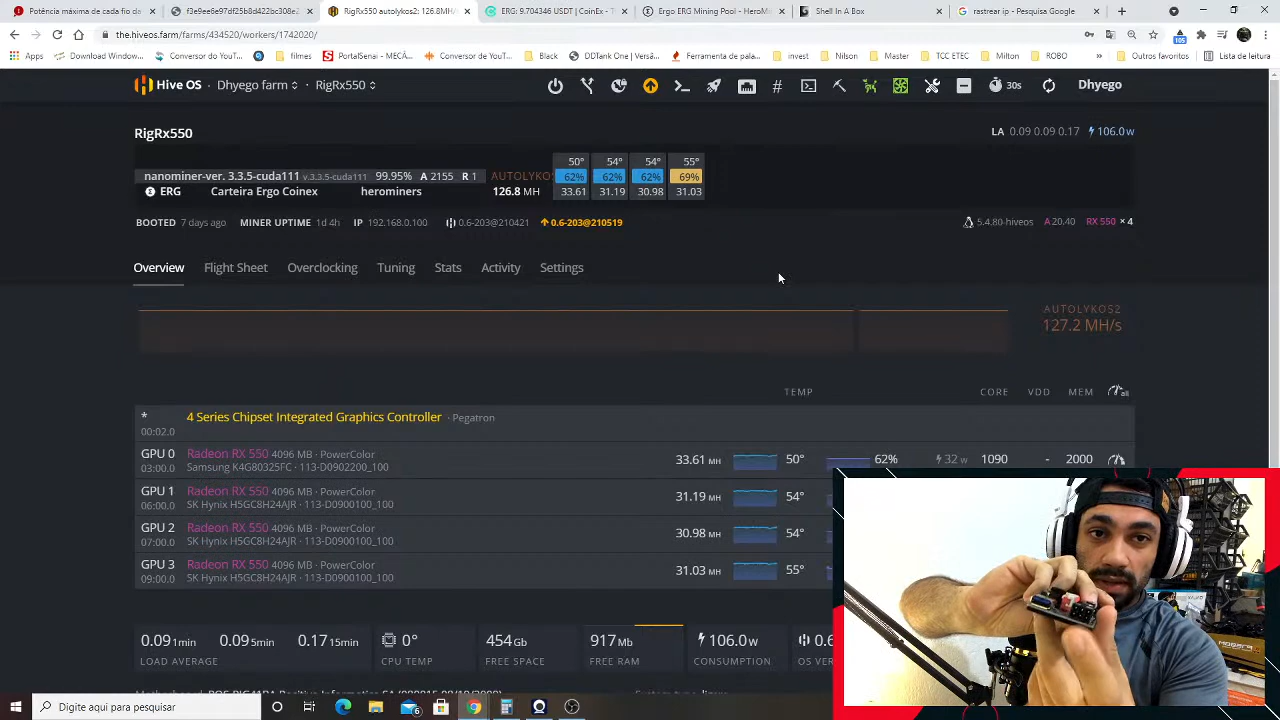 Potência máxima de cada fio da
f3e9ee6e97df25b8d422bc308e2
RigRx550 autolykos2: 126.8MH
ERG: 9.704346 USDT | CoinEx - T
Ergo ERG Mining Pool - HeroMin
Shell In A Box
rastrear ip - Pesquisa Google
the.hiveos.farm/farms/434520/workers/1742020/
105
Apps
Download Window...
Conversor de YouT...
filmes
PortalSenai - MECÂ...
Conversor de YouT...
Black
DDTank One | Versã...
Ferramenta de pala...
invest
Master
TCC ETEC
Milton
ROBO
Lista de leitura
Hive OS
Dhyego farm
RigRx550
30s
Dhyego
RigRx550
LA 0.09 0.09 0.17 106.0 w
50° 54° 54° 55°
nanominer-ver. 3.3.5-cuda111 v.3.3.5-cuda111 99.95% A 2155 R 1 AUTOLYKOS 62% 62% 62% 69%
ERG Carteira Ergo Coinex herominers 126.8 MH 33.61 31.19 30.98 31.03
BOOTED 7 days ago MINER UPTIME 1d 4h IP 192.168.0.100 0.6-203@210421 0.6-203@210519 5.4.80-hiveos A 20.40 RX 550 × 4
Overview Flight Sheet Overclocking Tuning Stats Activity Settings
AUTOLYKOS2
127.2 MH/s
TEMP CORE VDD MEM all
* 4 Series Chipset Integrated Graphics Controller · Pegatron
00:02.0
GPU 0 Radeon RX 550 4096 MB · PowerColor 33.61 MH 50° 62% 32 w 1090 - 2000
03:00.0 Samsung K4G80325FC · 113-D0902200_100
GPU 1 Radeon RX 550 4096 MB · PowerColor 31.19 MH 54°
06:00.0 SK Hynix H5GC8H24AJR · 113-D0900100_100
GPU 2 Radeon RX 550 4096 MB · PowerColor 30.98 MH 54°
07:00.0 SK Hynix H5GC8H24AJR · 113-D0900100_100
GPU 3 Radeon RX 550 4096 MB · PowerColor 31.03 MH 55°
09:00.0 SK Hynix H5GC8H24AJR · 113-D0900100_100
0.09 1min 0.09 5min 0.17 15min 0° 454 Gb 917 Mb 106.0 w 0.6
LOAD AVERAGE CPU TEMP FREE SPACE FREE RAM CONSUMPTION OS VER
Digite aqui para pesquisar